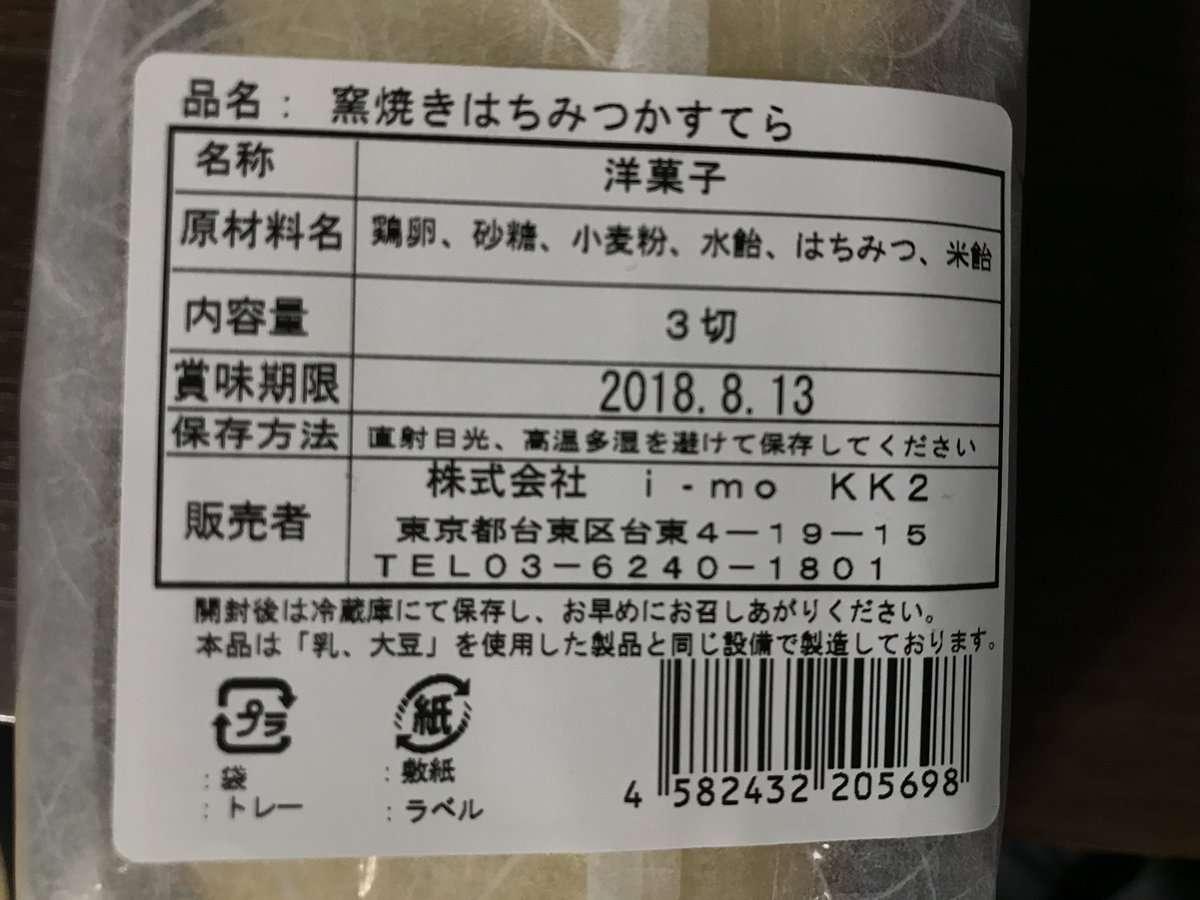 品名： 窯焼きはちみつかすてら
名称 洋菓子
原材料名 鶏卵、砂糖、小麦粉、水飴、はちみつ、米飴
内容量 3切
賞味期限 2018.8.13
保存方法 直射日光、高温多湿を避けて保存してください
販売者 株式会社 i-mo KK2
東京都台東区台東4－19－15
TEL03－6240－1801
開封後は冷蔵庫にて保存し、お早めにお召しあがりください。
本品は「乳、大豆」を使用した製品と同じ設備で製造しております。
プラ 紙
：袋 ：敷紙
：トレー ：ラベル
4 582432 205698